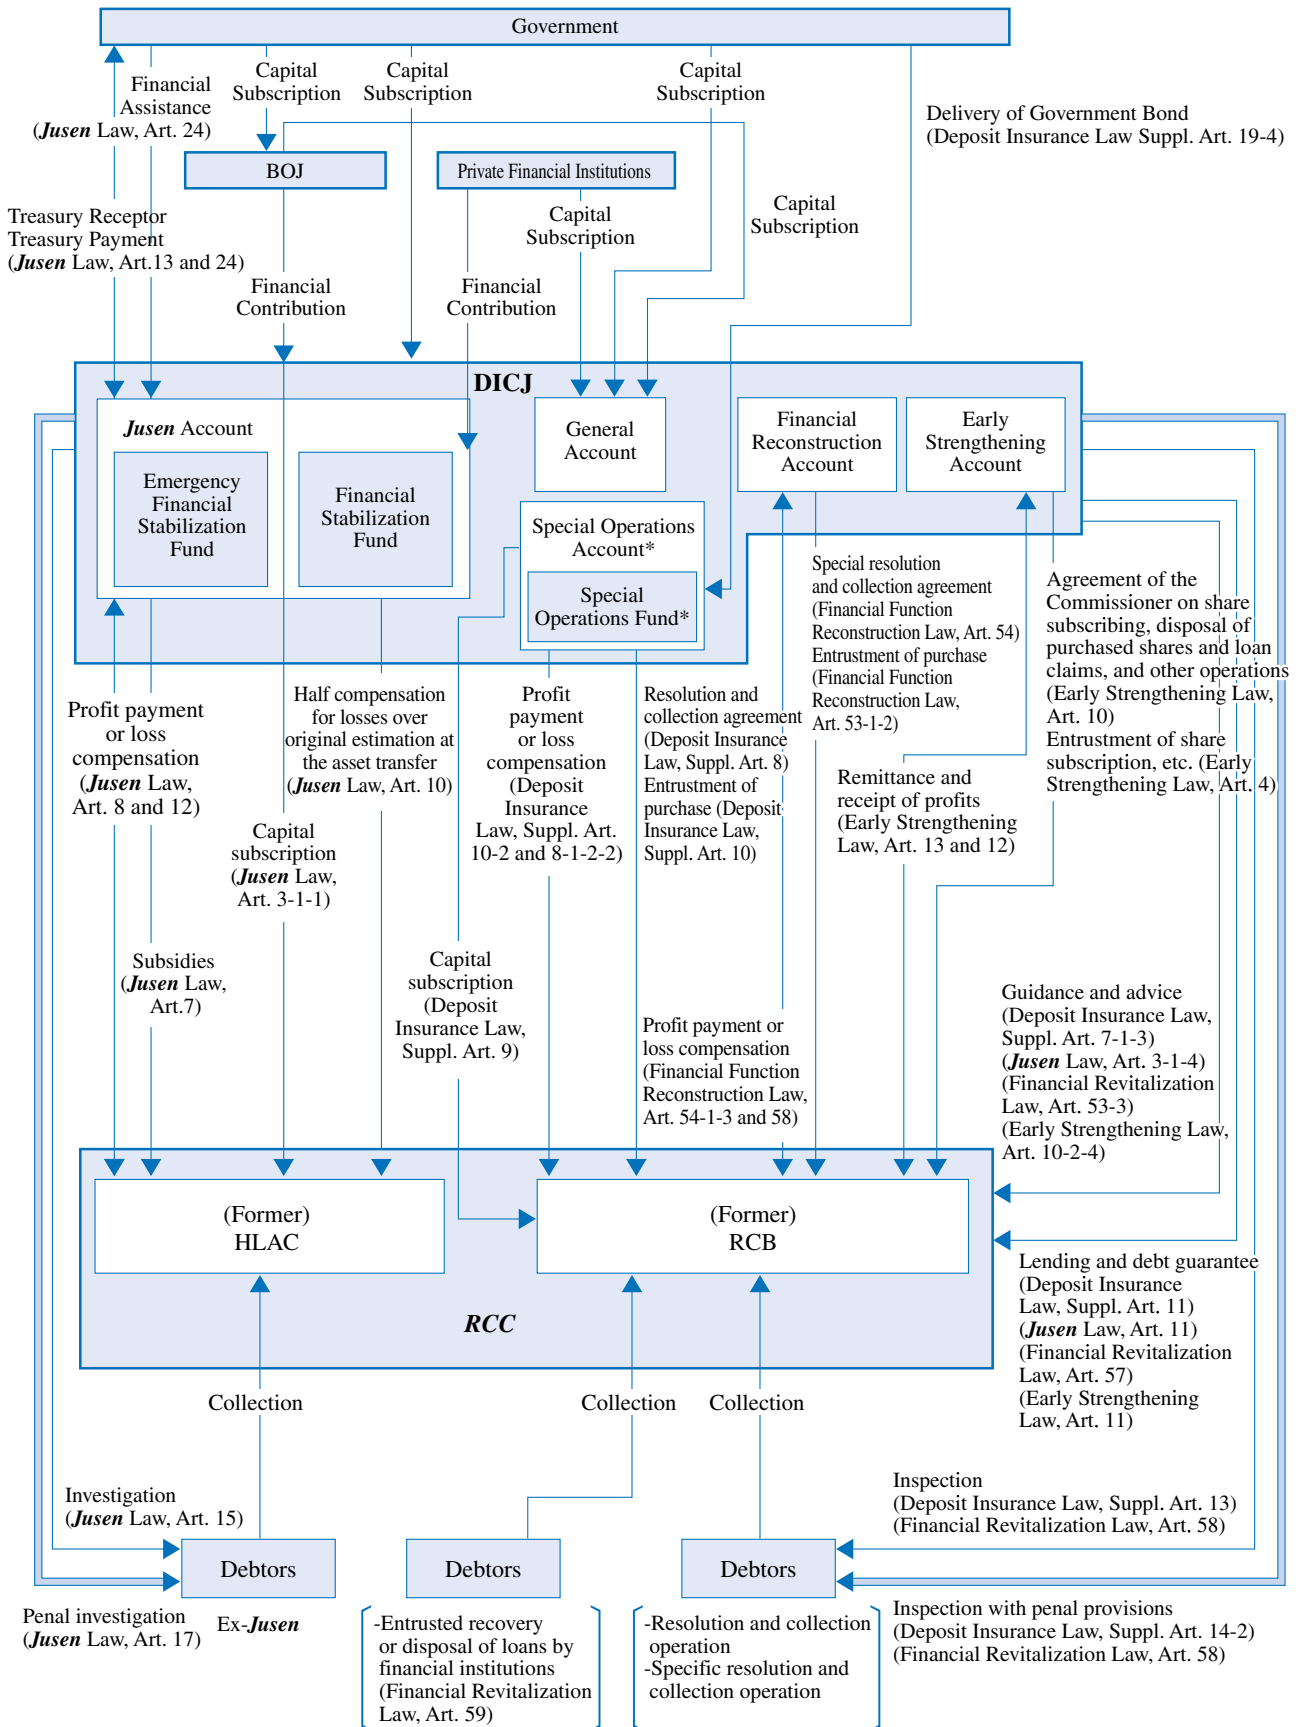 Government
Financial
Assistance
(Jusen Law, Art. 24)
Capital
Subscription
Capital
Subscription
Capital
Subscription
Delivery of Government Bond
(Deposit Insurance Law Suppl. Art. 19-4)
BOJ
Private Financial Institutions
Treasury Receptor
Treasury Payment
(Jusen Law, Art.13 and 24)
Capital
Subscription
Capital
Subscription
Financial
Contribution
Financial
Contribution
DICJ
Jusen Account
Emergency
Financial
Stabilization
Fund
Financial
Stabilization
Fund
General
Account
Financial
Reconstruction
Account
Early
Strengthening
Account
Special Operations
Account*
Special
Operations Fund*
Special resolution
and collection agreement
(Financial Function
Reconstruction Law, Art. 54)
Entrustment of purchase
(Financial Function
Reconstruction Law,
Art. 53-1-2)
Agreement of the
Commissioner on share
subscribing, disposal of
purchased shares and loan
claims, and other operations
(Early Strengthening Law,
Art. 10)
Entrustment of share
subscription, etc. (Early
Strengthening Law, Art. 4)
Profit payment
or loss
compensation
(Jusen Law,
Art. 8 and 12)
Half compensation
for losses over
original estimation at
the asset transfer
(Jusen Law, Art. 10)
Profit
payment
or loss
compensation
(Deposit
Insurance
Law, Suppl. Art.
10-2 and 8-1-2-2)
Resolution and
collection agreement
(Deposit Insurance
Law, Suppl. Art. 8)
Entrustment of
purchase (Deposit
Insurance Law,
Suppl. Art. 10)
Remittance and
receipt of profits
(Early Strengthening
Law, Art. 13 and 12)
Capital
subscription
(Jusen Law,
Art. 3-1-1)
Subsidies
(Jusen Law,
Art.7)
Capital
subscription
(Deposit
Insurance Law,
Suppl. Art. 9)
Profit payment or
loss compensation
(Financial Function
Reconstruction Law,
Art. 54-1-3 and 58)
Guidance and advice
(Deposit Insurance Law,
Suppl. Art. 7-1-3)
(Jusen Law, Art. 3-1-4)
(Financial Revitalization
Law, Art. 53-3)
(Early Strengthening Law,
Art. 10-2-4)
(Former)
HLAC
(Former)
RCB
RCC
Lending and debt guarantee
(Deposit Insurance
Law, Suppl. Art. 11)
(Jusen Law, Art. 11)
(Financial Revitalization
Law, Art. 57)
(Early Strengthening
Law, Art. 11)
Collection
Collection
Collection
Investigation
(Jusen Law, Art. 15)
Inspection
(Deposit Insurance Law, Suppl. Art. 13)
(Financial Revitalization Law, Art. 58)
Debtors
Debtors
Debtors
Penal investigation
(Jusen Law, Art. 17)
Ex-Jusen
-Entrusted recovery
or disposal of loans by
financial institutions
(Financial Revitalization
Law, Art. 59)
-Resolution and collection
operation
-Specific resolution and
collection operation
Inspection with penal provisions
(Deposit Insurance Law, Suppl. Art. 14-2)
(Financial Revitalization Law, Art. 58)